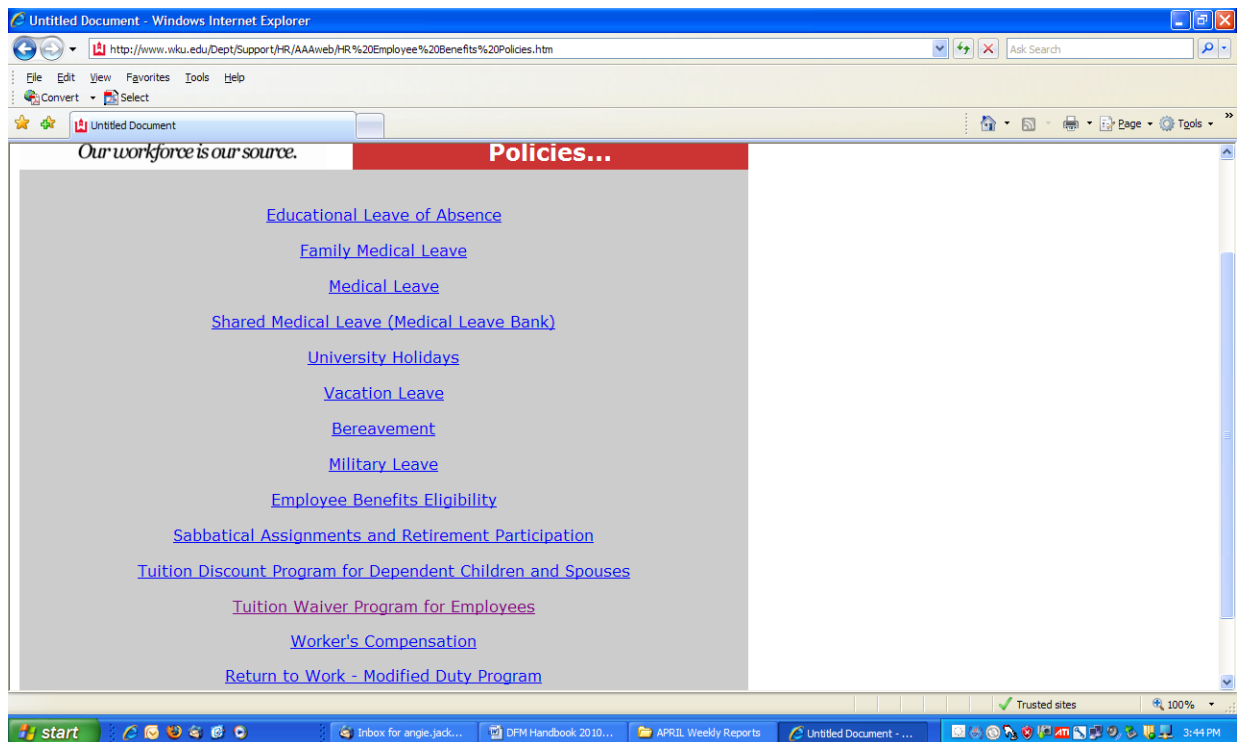 Untitled Document - Windows Internet Explorer
http://www.wku.edu/Dept/Support/HR/AAAweb/HR%20Employee%20Benefits%20Policies.htm
Ask Search
File Edit View Favorites Tools Help
Convert Select
Untitled Document
Page Tools
Our workforce is our source.
Policies...
Educational Leave of Absence
Family Medical Leave
Medical Leave
Shared Medical Leave (Medical Leave Bank)
University Holidays
Vacation Leave
Bereavement
Military Leave
Employee Benefits Eligibility
Sabbatical Assignments and Retirement Participation
Tuition Discount Program for Dependent Children and Spouses
Tuition Waiver Program for Employees
Worker's Compensation
Return to Work - Modified Duty Program
Trusted sites 100%
start Inbox for angie.jack... DFM Handbook 2010... APRIL Weekly Reports Untitled Document - ... 3:44 PM